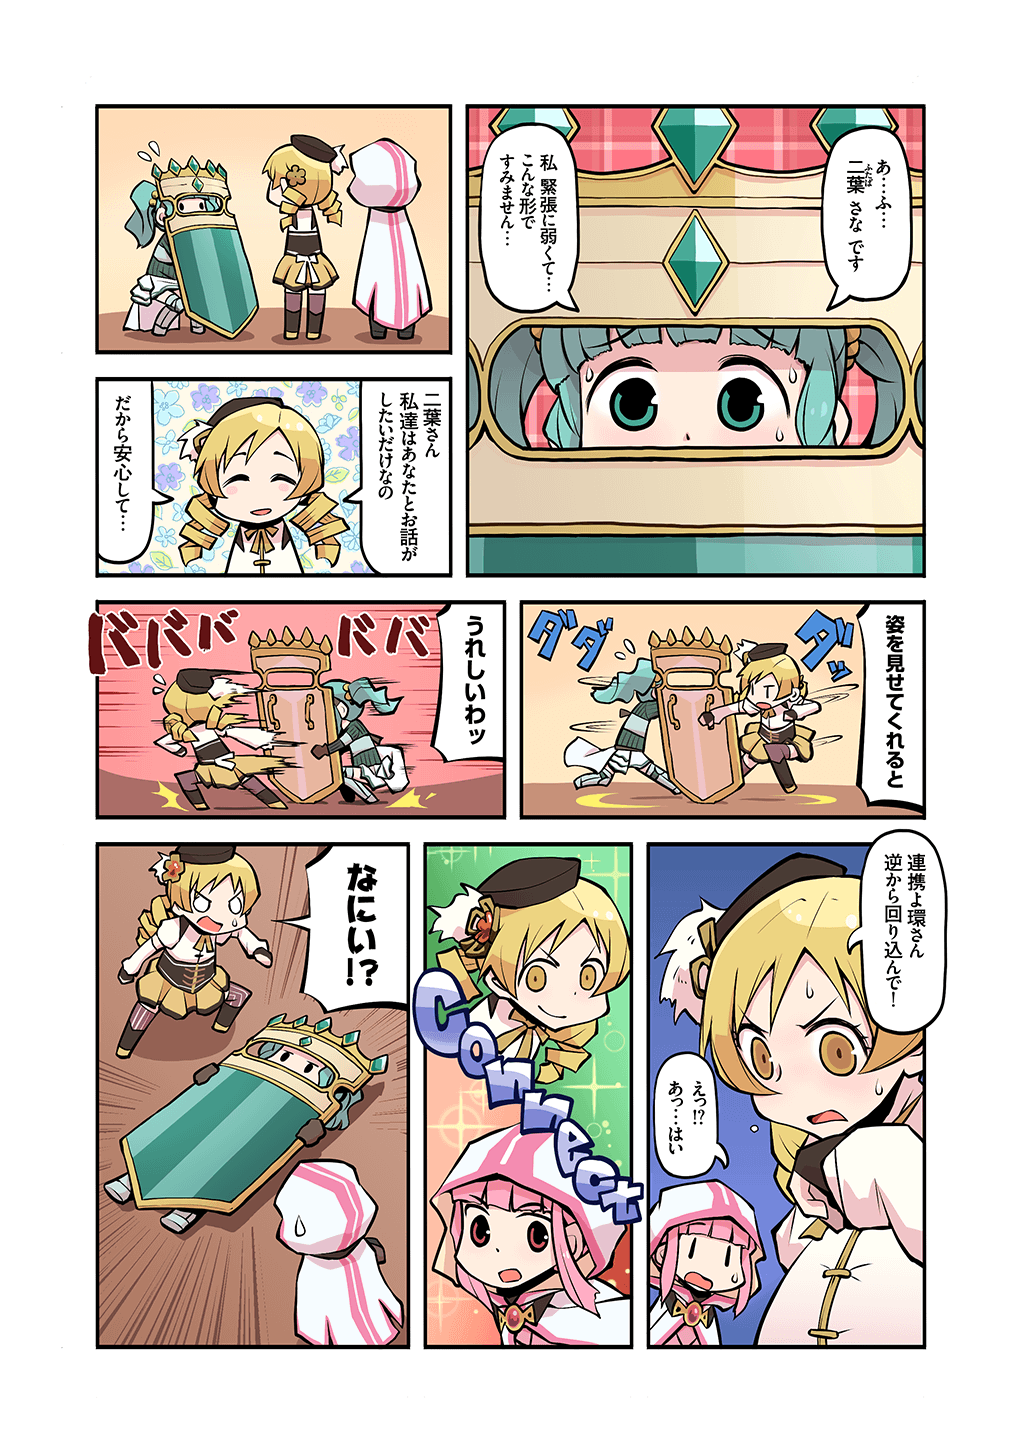 あ…ふ…
二葉 さな です
ふたば
私 緊張に弱くて…
こんな形で
すみません…
二葉さん
私達はあなたとお話が
したいだけなの
だから安心して…
姿を見せてくれると
ダダ
ダッ
うれしいわッ
ババ
バババ
連携よ環さん
逆から回り込んで!
えっ!?
あっ…はい
Connect
なにい!?